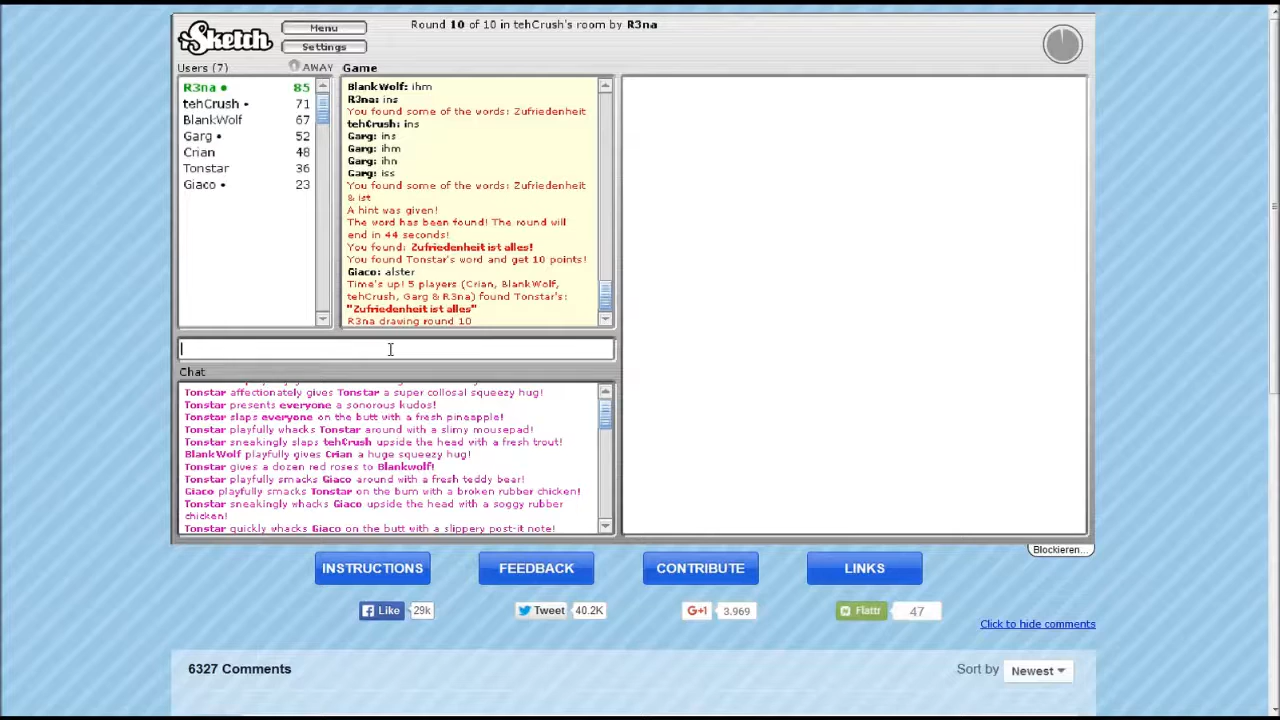 iSketch
Menu
Settings
Round 10 of 10 in tehCrush's room by R3na
Users (7)
AWAY
Game
R3na • 85
tehCrush • 71
BlankWolf 67
Garg • 52
Crian 48
Tonstar 36
Giaco • 23
BlankWolf: ihm
R3na: ins
You found some of the words: Zufriedenheit
tehCrush: ins
Garg: ins
Garg: ihm
Garg: ihn
Garg: iss
You found some of the words: Zufriedenheit
& ist
A hint was given!
The word has been found! The round will
end in 44 seconds!
You found: Zufriedenheit ist alles!
You found Tonstar's word and get 10 points!
Giaco: alster
Time's up! 5 players (Crian, BlankWolf,
tehCrush, Garg & R3na) found Tonstar's:
"Zufriedenheit ist alles"
R3na drawing round 10
Chat
Tonstar affectionately gives Tonstar a super collosal squeezy hug!
Tonstar presents everyone a sonorous kudos!
Tonstar slaps everyone on the butt with a fresh pineapple!
Tonstar playfully whacks Tonstar around with a slimy mousepad!
Tonstar sneakingly slaps tehCrush upside the head with a fresh trout!
BlankWolf playfully gives Crian a huge squeezy hug!
Tonstar gives a dozen red roses to Blankwolf!
Tonstar playfully smacks Giaco around with a fresh teddy bear!
Giaco playfully smacks Tonstar on the bum with a broken rubber chicken!
Tonstar sneakingly whacks Giaco upside the head with a soggy rubber
chicken!
Tonstar quickly whacks Giaco on the butt with a slippery post-it note!
Blockieren...
INSTRUCTIONS
FEEDBACK
CONTRIBUTE
LINKS
Like 29k
Tweet 40.2K
G+1 3.969
Flattr 47
Click to hide comments
6327 Comments
Sort by Newest